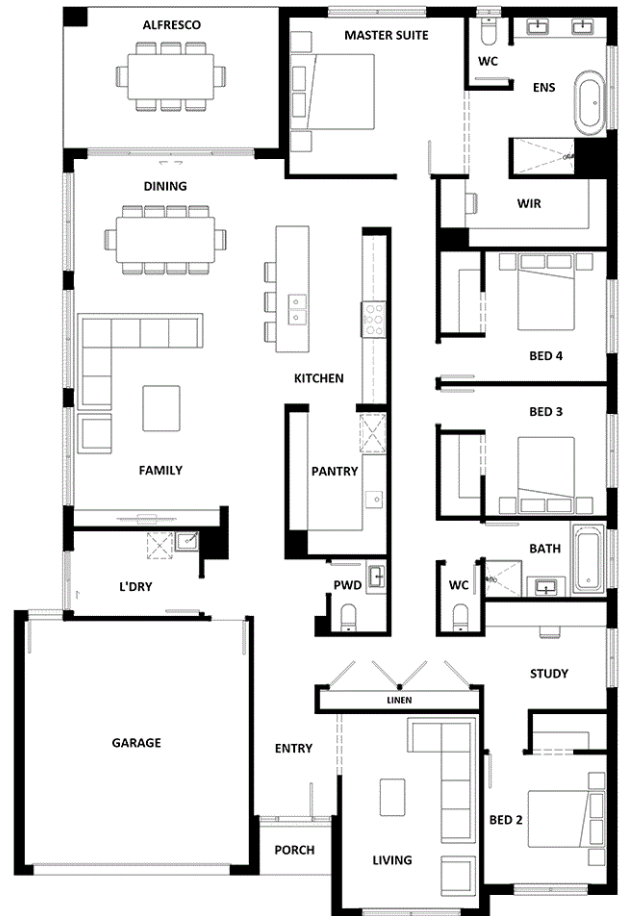 ALFRESCO
MASTER SUITE
WC
ENS
DINING
WIR
KITCHEN
BED 4
BED 3
FAMILY
PANTRY
BATH
L'DRY
PWD
WC
STUDY
LINEN
GARAGE
ENTRY
BED 2
PORCH
LIVING